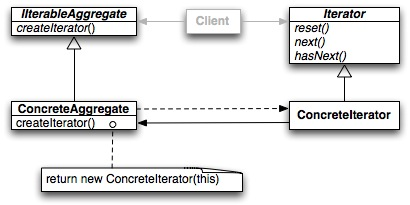 IIterableAggregate
createIterator()
Client
Iterator
reset()
next()
hasNext()
ConcreteAggregate
createIterator()
ConcreteIterator
return new ConcreteIterator(this)